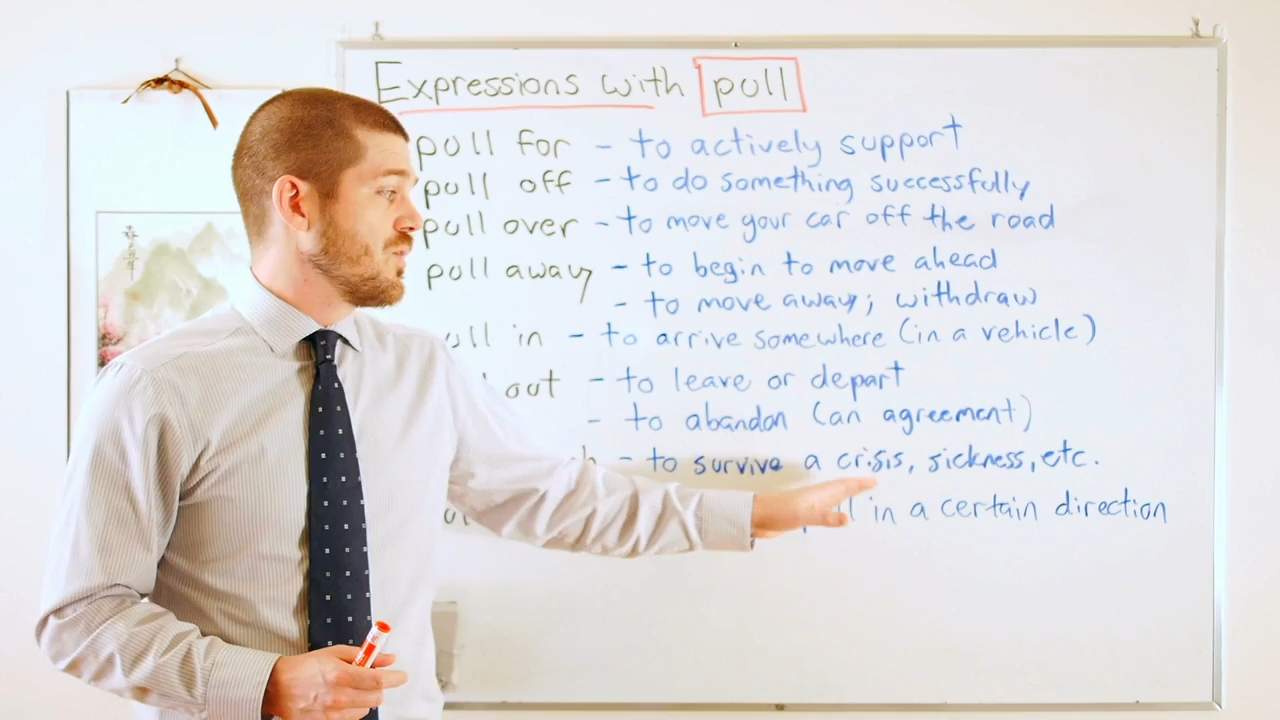 Expressions with pull
pull for - to actively support
pull off - to do something successfully
pull over - to move your car off the road
pull away - to begin to move ahead
- to move away; withdraw
in - to arrive somewhere (in a vehicle)
out - to leave or depart
- to abandon (an agreement)
- to survive a crisis, sickness, etc.
in a certain direction